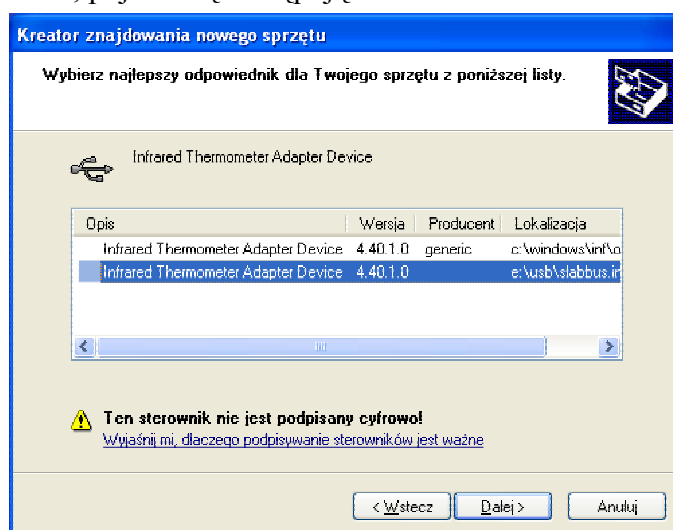 Kreator znajdowania nowego sprzętu
Wybierz najlepszy odpowiednik dla Twojego sprzętu z poniższej listy.
Infrared Thermometer Adapter Device
Opis Wersja Producent Lokalizacja
Infrared Thermometer Adapter Device 4.40.1.0 generic c:\windows\inf\o
Infrared Thermometer Adapter Device 4.40.1.0 e:\usb\slabbus.in
Ten sterownik nie jest podpisany cyfrowo!
Wyjaśnij mi, dlaczego podpisywanie sterowników jest ważne
< Wstecz Dalej > Anuluj